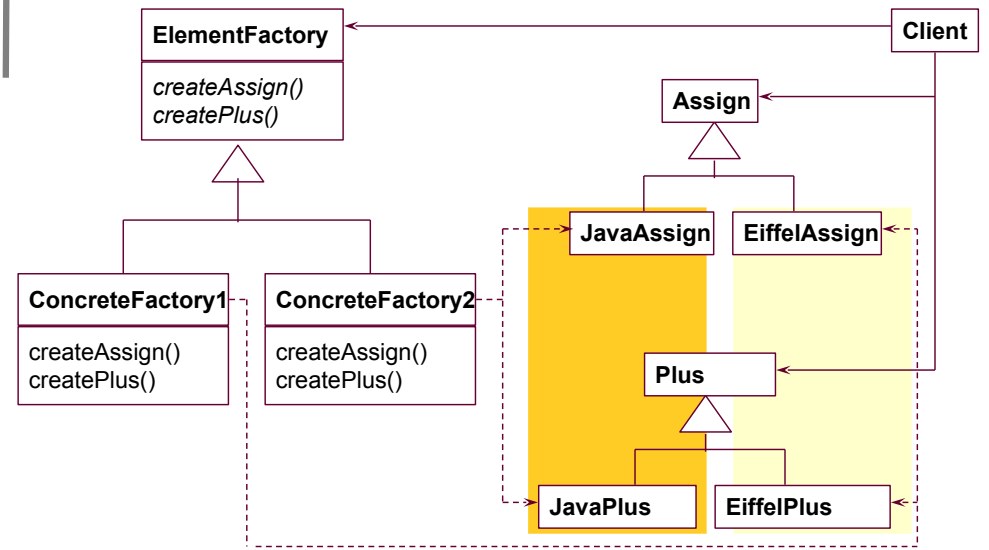 ElementFactory
createAssign()
createPlus()
Client
Assign
JavaAssign
EiffelAssign
ConcreteFactory1
createAssign()
createPlus()
ConcreteFactory2
createAssign()
createPlus()
Plus
JavaPlus
EiffelPlus